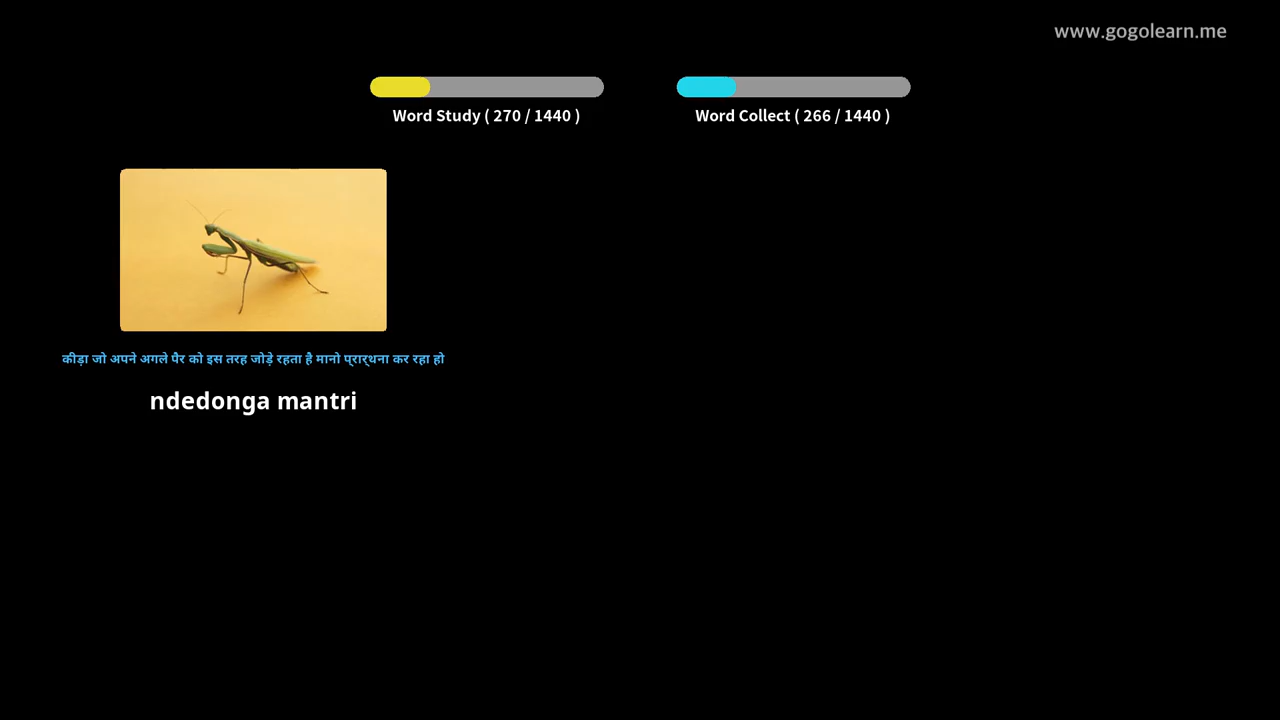 www.gogolearn.me
Word Study ( 270 / 1440 )
Word Collect ( 266 / 1440 )
कीड़ा जो अपने अगले पैर को इस तरह जोड़े रहता है मानो प्रार्थना कर रहा हो
ndedonga mantri